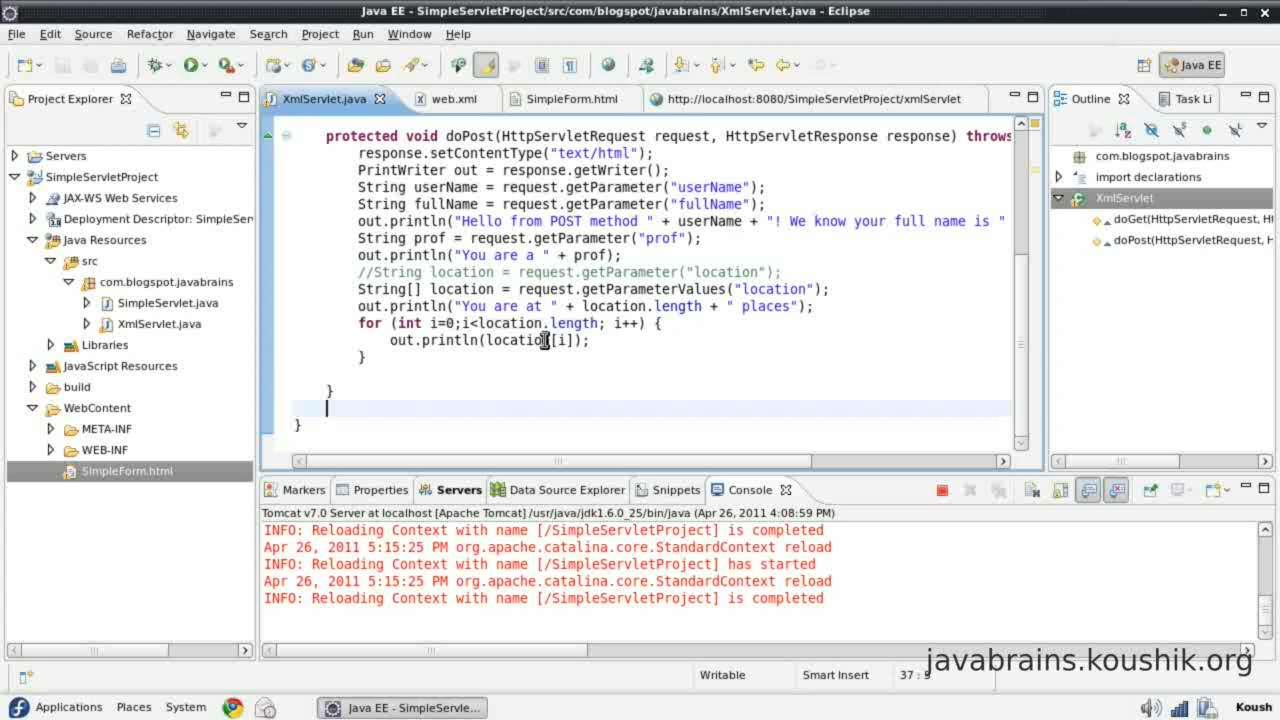 Java EE - SimpleServletProject/src/com/blogspot/javabrains/XmlServlet.java - Eclipse
File Edit Source Refactor Navigate Search Project Run Window Help
Java EE
Project Explorer
XmlServlet.java web.xml SimpleForm.html http://localhost:8080/SimpleServletProject/xmlServlet
Outline Task Li
Servers
SimpleServletProject
JAX-WS Web Services
Deployment Descriptor: SimpleSer
Java Resources
src
com.blogspot.javabrains
SimpleServlet.java
XmlServlet.java
Libraries
JavaScript Resources
build
WebContent
META-INF
WEB-INF
SimpleForm.html
protected void doPost(HttpServletRequest request, HttpServletResponse response) throws
response.setContentType("text/html");
PrintWriter out = response.getWriter();
String userName = request.getParameter("userName");
String fullName = request.getParameter("fullName");
out.println("Hello from POST method " + userName + "! We know your full name is "
String prof = request.getParameter("prof");
out.println("You are a " + prof);
//String location = request.getParameter("location");
String[] location = request.getParameterValues("location");
out.println("You are at " + location.length + " places");
for (int i=0;i<location.length; i++) {
out.println(location[i]);
}
}
}
com.blogspot.javabrains
import declarations
XmlServlet
doGet(HttpServletRequest, H
doPost(HttpServletRequest, H
Markers Properties Servers Data Source Explorer Snippets Console
Tomcat v7.0 Server at localhost [Apache Tomcat] /usr/java/jdk1.6.0_25/bin/java (Apr 26, 2011 4:08:59 PM)
INFO: Reloading Context with name [/SimpleServletProject] is completed
Apr 26, 2011 5:15:25 PM org.apache.catalina.core.StandardContext reload
INFO: Reloading Context with name [/SimpleServletProject] has started
Apr 26, 2011 5:15:25 PM org.apache.catalina.core.StandardContext reload
INFO: Reloading Context with name [/SimpleServletProject] is completed
javabrains.koushik.org
Writable Smart Insert 37 : 5
Applications Places System Java EE - SimpleServle... Koush